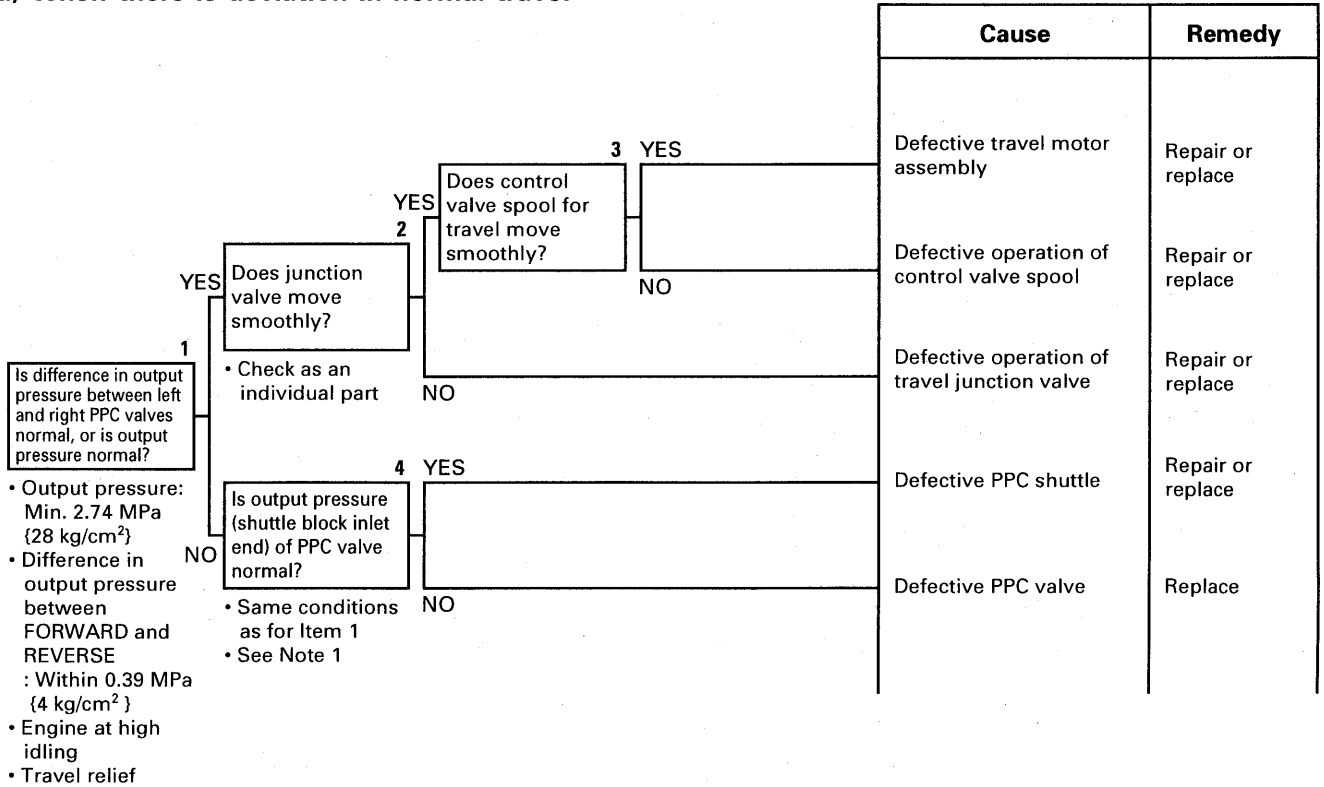 a) When there is deviation in normal travel
Cause
Remedy
3 YES
Defective travel motor
assembly
Repair or
replace
Does control
valve spool for
travel move
smoothly?
YES
2
Defective operation of
control valve spool
Repair or
replace
NO
YES
Does junction
valve move
smoothly?
• Check as an
individual part
NO
Defective operation of
travel junction valve
Repair or
replace
1
Is difference in output
pressure between left
and right PPC valves
normal, or is output
pressure normal?
• Output pressure:
Min. 2.74 MPa
{28 kg/cm²}
• Difference in
output pressure
between
FORWARD and
REVERSE
: Within 0.39 MPa
{4 kg/cm² }
• Engine at high
idling
• Travel relief
4 YES
Defective PPC shuttle
Repair or
replace
NO
Is output pressure
(shuttle block inlet
end) of PPC valve
normal?
• Same conditions
as for Item 1
• See Note 1
NO
Defective PPC valve
Replace